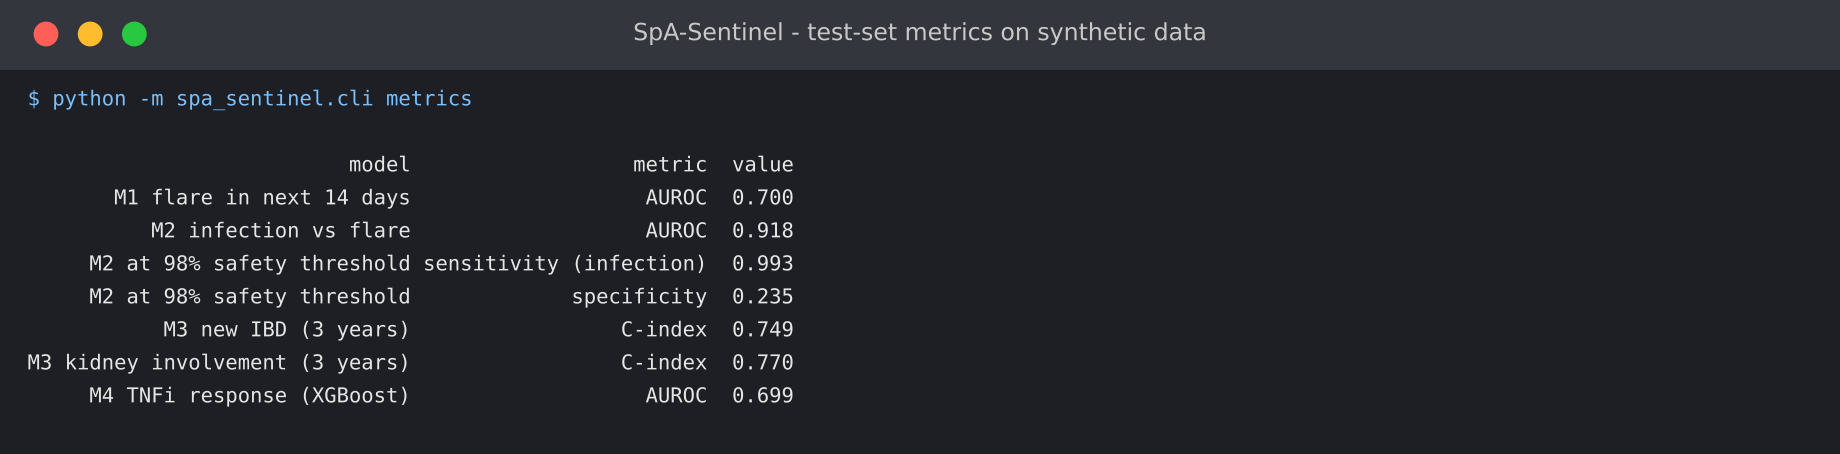 SpA-Sentinel - test-set metrics on synthetic data
$ python -m spa_sentinel.cli metrics
model metric value
M1 flare in next 14 days AUROC 0.700
M2 infection vs flare AUROC 0.918
M2 at 98% safety threshold sensitivity (infection) 0.993
M2 at 98% safety threshold specificity 0.235
M3 new IBD (3 years) C-index 0.749
M3 kidney involvement (3 years) C-index 0.770
M4 TNFi response (XGBoost) AUROC 0.699